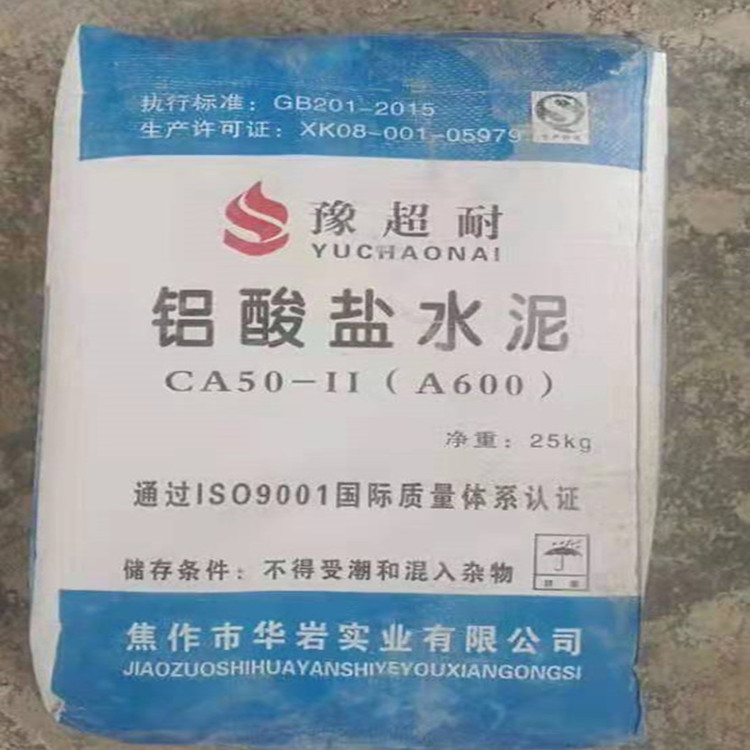 执行标准：GB201-2015
生产许可证：XK08-001-05979
豫超耐
YUCHAONAI
铝酸盐水泥
CA50-II（A600）
净重：25kg
通过ISO9001国际质量体系认证
储存条件：不得受潮和混入杂物
焦作市华岩实业有限公司
JIAOZUOSHIHUAYANSHIYEYOUXIANGONGSI